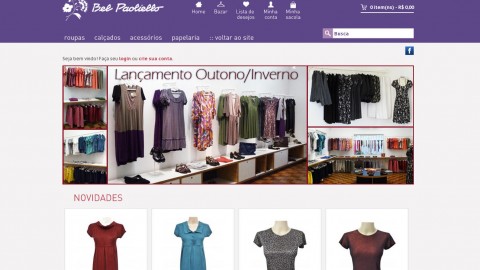 Bel Paoliello
Home
Bazar
Lista de desejos
Minha conta
Minha sacola
0 item(ns) - R$ 0,00
roupas calçados acessórios papelaria :: voltar ao site
Busca
Seja bem vindo! Faça seu login ou crie sua conta.
Lançamento Outono/Inverno
NOVIDADES